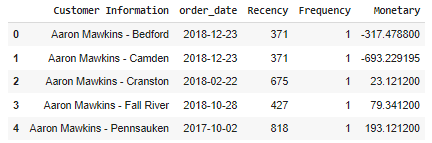 Customer Information order_date Recency Frequency Monetary
0 Aaron Mawkins - Bedford 2018-12-23 371 1 -317.478800
1 Aaron Mawkins - Camden 2018-12-23 371 1 -693.229195
2 Aaron Mawkins - Cranston 2018-02-22 675 1 23.121200
3 Aaron Mawkins - Fall River 2018-10-28 427 1 79.341200
4 Aaron Mawkins - Pennsauken 2017-10-02 818 1 193.121200